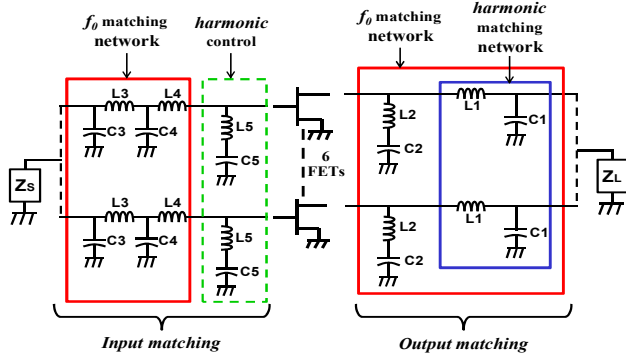 f0 matching
network
harmonic
control
f0 matching
network
harmonic
matching
network
L3 L4
L3 L4
C3 C4
C3 C4
L5
C5
L5
C5
6
FETs
L2
C2
L2
C2
L1
C1
L1
C1
ZS
ZL
Input matching
Output matching